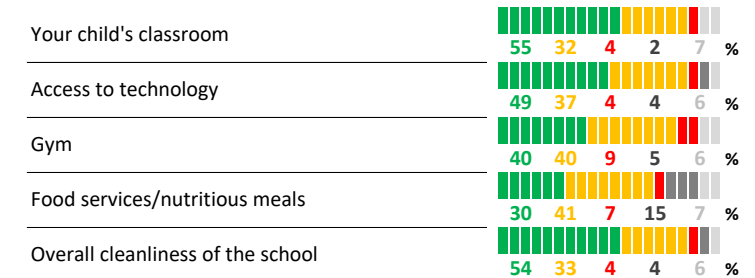 Your child's classroom
55 32 4 2 7 %
Access to technology
49 37 4 4 6 %
Gym
40 40 9 5 6 %
Food services/nutritious meals
30 41 7 15 7 %
Overall cleanliness of the school
54 33 4 4 6 %